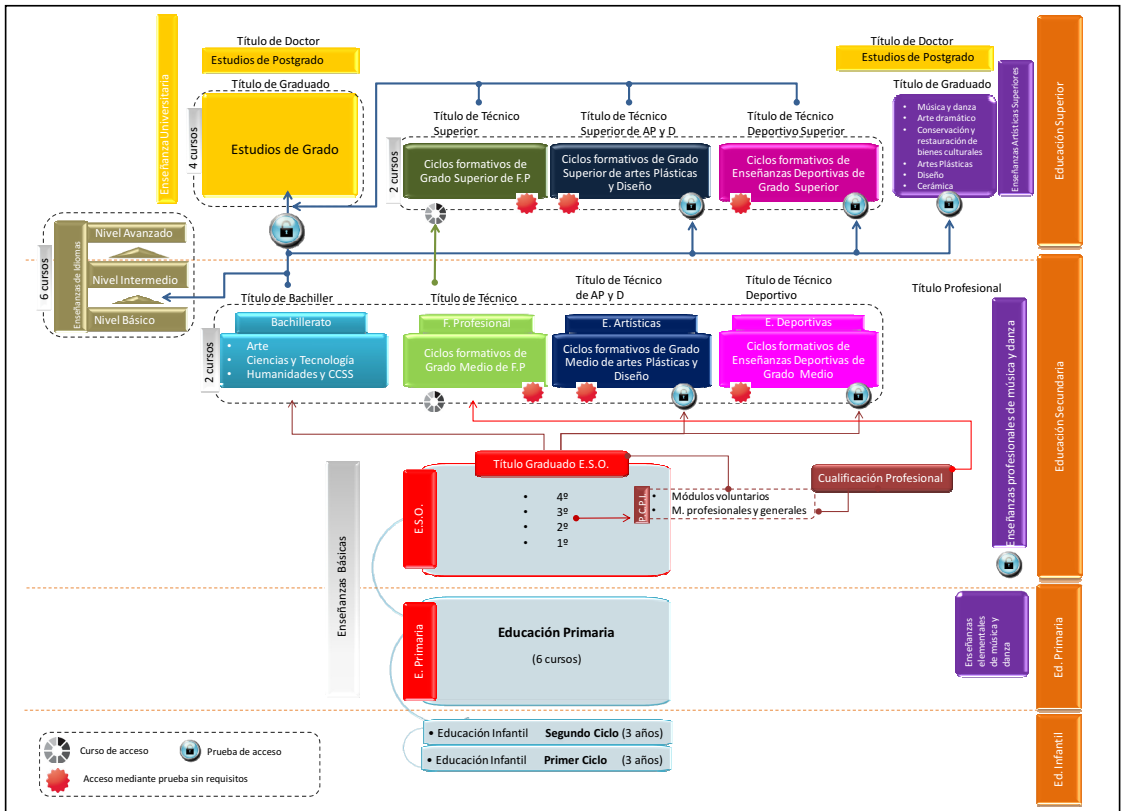 Enseñanza Universitaria
Título de Doctor
Estudios de Postgrado
Título de Graduado
4 cursos
Estudios de Grado
Título de Técnico
Superior
2 cursos
Ciclos formativos de
Grado Superior de F.P
Título de Técnico
Superior de AP y D
Ciclos formativos de Grado
Superior de artes Plásticas
y Diseño
Título de Técnico
Deportivo Superior
Ciclos formativos de
Enseñanzas Deportivas de
Grado Superior
Título de Doctor
Estudios de Postgrado
Título de Graduado
• Música y danza
• Arte dramático
• Conservación y
restauración de
bienes culturales
• Artes Plásticas
• Diseño
• Cerámica
Enseñanzas Artísticas Superiores
Educación Superior
6 cursos
Enseñanzas de Idiomas
Nivel Avanzado
Nivel Intermedio
Nivel Básico
Título de Bachiller
2 cursos
Bachillerato
• Arte
• Ciencias y Tecnología
• Humanidades y CCSS
Título de Técnico
F. Profesional
Ciclos formativos de
Grado Medio de F.P
Título de Técnico
de AP y D
E. Artísticas
Ciclos formativos de Grado
Medio de artes Plásticas y
Diseño
Título de Técnico
Deportivo
E. Deportivas
Ciclos formativos de
Enseñanzas Deportivas de
Grado Medio
Título Profesional
Enseñanzas profesionales de música y danza
Educación Secundaria
Enseñanzas Básicas
Título Graduado E.S.O.
E.S.O.
• 4º
• 3º
• 2º
• 1º
P.C.P.I.
• Módulos voluntarios
• M. profesionales y generales
Cualificación Profesional
E. Primaria
Educación Primaria
(6 cursos)
Enseñanzas
elementales
de música y
danza
Ed. Primaria
• Educación Infantil Segundo Ciclo (3 años)
• Educación Infantil Primer Ciclo (3 años)
Ed. Infantil
Curso de acceso
Prueba de acceso
Acceso mediante prueba sin requisitos